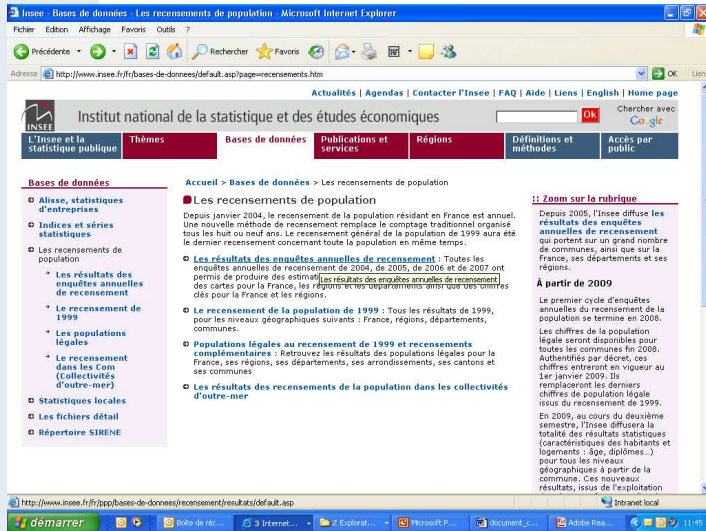 Insee - Bases de données - Les recensements de population - Microsoft Internet Explorer
Fichier Edition Affichage Favoris Outils ?
Précédente Rechercher Favoris
Adresse http://www.insee.fr/fr/bases-de-donnees/default.asp?page=recensements.htm OK Lien
Actualités | Agendas | Contacter l'Insee | FAQ | Aide | Liens | English | Home page
INSEE
Institut national de la statistique et des études économiques
Ok
Chercher avec
Google
L'Insee et la statistique publique
Thèmes
Bases de données
Publications et services
Régions
Définitions et méthodes
Accès par public
Bases de données
Alisse, statistiques
d'entreprises
Indices et séries
statistiques
Les recensements de
population
Les résultats des
enquêtes annuelles
de recensement
Le recensement de
1999
Les populations
légales
Le recensement
dans les Com
(Collectivités
d'outre-mer)
Statistiques locales
Les fichiers détail
Répertoire SIRENE
Accueil > Bases de données > Les recensements de population
Les recensements de population
Depuis janvier 2004, le recensement de la population résidant en France est annuel.
Une nouvelle méthode de recensement remplace le comptage traditionnel organisé
tous les huit ou neuf ans. Le recensement général de la population de 1999 aura été
le dernier recensement concernant toute la population en même temps.
Les résultats des enquêtes annuelles de recensement : Toutes les
enquêtes annuelles de recensement de 2004, de 2005, de 2006 et de 2007 ont
permis de produire des estimati
Les résultats des enquêtes annuelles de recensement
des cartes pour la France, les régions et les départements ainsi que des chiffres
clés pour la France et les régions.
Le recensement de la population de 1999 : Tous les résultats de 1999,
pour les niveaux géographiques suivants : France, régions, départements,
communes.
Populations légales au recensement de 1999 et recensements
complémentaires : Retrouvez les résultats des populations légales pour la
France, ses régions, ses départements, ses arrondissements, ses cantons et
ses communes
Les résultats des recensements de la population dans les collectivités
d'outre-mer
:: Zoom sur la rubrique
Depuis 2005, l'Insee diffuse les
résultats des enquêtes
annuelles de recensement
qui portent sur un grand nombre
de communes, ainsi que sur la
France, ses départements et ses
régions.
À partir de 2009
Le premier cycle d'enquêtes
annuelles du recensement de la
population se termine en 2008.
Les chiffres de la population
légale seront disponibles pour
toutes les communes fin 2008.
Authentifiés par décret, ces
chiffres entreront en vigueur au
1er janvier 2009. Ils
remplaceront les derniers
chiffres de population légale
issus du recensement de 1999.
En 2009, au cours du deuxième
semestre, l'Insee diffusera la
totalité des résultats statistiques
(caractéristiques des habitants et
logements : âge, diplômes...)
pour tous les niveaux
géographiques à partir de la
commune. Ces nouveaux
résultats, issus de l'exploitation
http://www.insee.fr/fr/ppp/bases-de-donnees/recensement/resultats/default.asp
Intranet local
démarrer
Boîte de réc...
3 Internet...
2 Explorat...
Microsoft P...
document_c...
Adobe Rea...
11:45